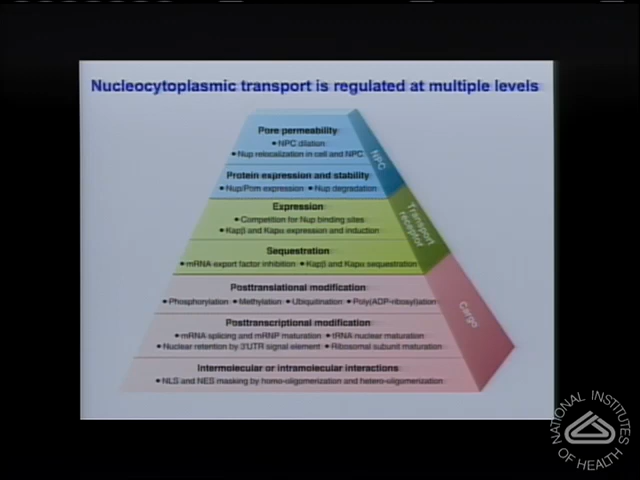 Nucleocytoplasmic transport is regulated at multiple levels
Pore permeability
• NPC dilation
• Nup relocalization in cell and NPC
NPC
Protein expression and stability
• Nup/Pom expression • Nup degradation
Expression
• Competition for Nup binding sites
• Kapβ and Kapα expression and induction
Transport
receptor
Sequestration
• mRNA export factor inhibition • Kapβ and Kapα sequestration
Posttranslational modification
• Phosphorylation • Methylation • Ubiquitination • Poly(ADP-ribosyl)ation
Cargo
Posttranscriptional modification
• mRNA splicing and mRNP maturation • tRNA nuclear maturation
• Nuclear retention by 3'UTR signal element • Ribosomal subunit maturation
Intermolecular or intramolecular interactions
• NLS and NES masking by homo-oligomerization and hetero-oligomerization
NATIONAL INSTITUTES
OF HEALTH